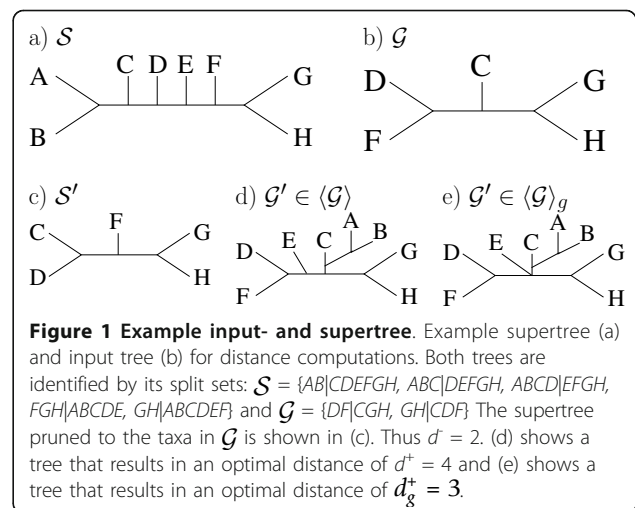 a) 𝒮
A
B
C D E F
G
H
b) 𝒢
D
F
C
G
H
c) 𝒮′
C
D
F
G
H
d) 𝒢′ ∈ ⟨𝒢⟩
D
F
E
C
A
B
G
H
e) 𝒢′ ∈ ⟨𝒢⟩g
D
F
E
C
A
B
G
H
Figure 1 Example input- and supertree. Example supertree (a)
and input tree (b) for distance computations. Both trees are
identified by its split sets: 𝒮 = {AB|CDEFGH, ABC|DEFGH, ABCD|EFGH,
FGH|ABCDE, GH|ABCDEF} and 𝒢 = {DF|CGH, GH|CDF} The supertree
pruned to the taxa in 𝒢 is shown in (c). Thus d⁻ = 2. (d) shows a
tree that results in an optimal distance of d⁺ = 4 and (e) shows a
tree that results in an optimal distance of d⁺g = 3.